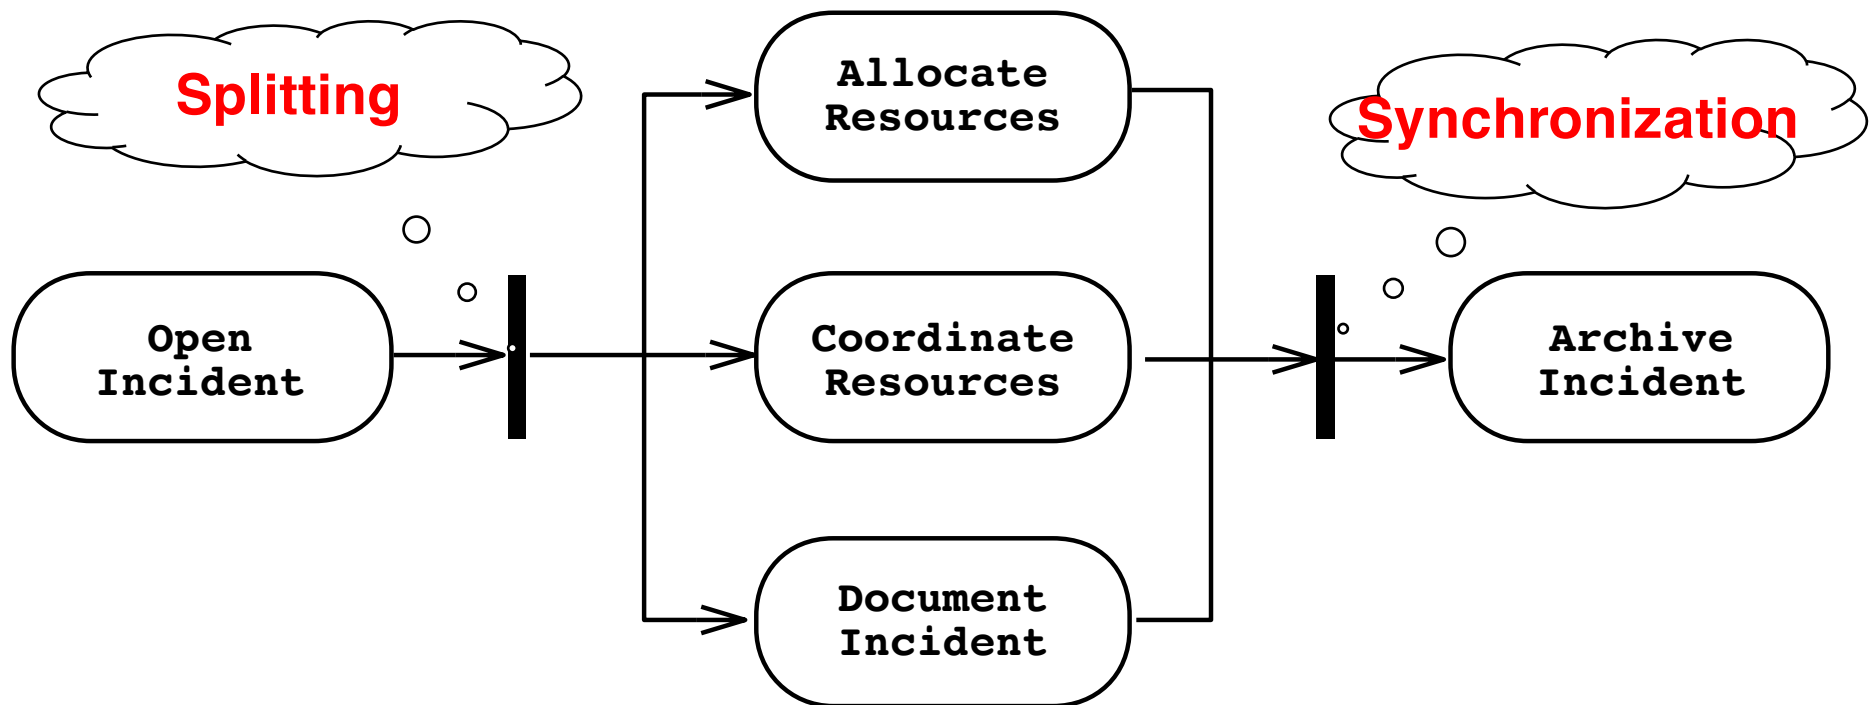 Splitting
Synchronization
Allocate
Resources
Open
Incident
Coordinate
Resources
Archive
Incident
Document
Incident